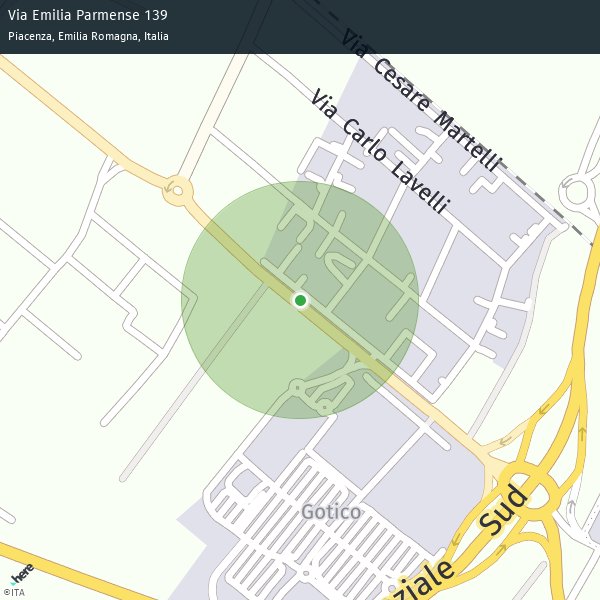 Via Emilia Parmense 139
Piacenza, Emilia Romagna, Italia
Via Cesare Martelli
Via Carlo Lavelli
Gotico
ziale Sud
here
©ITA